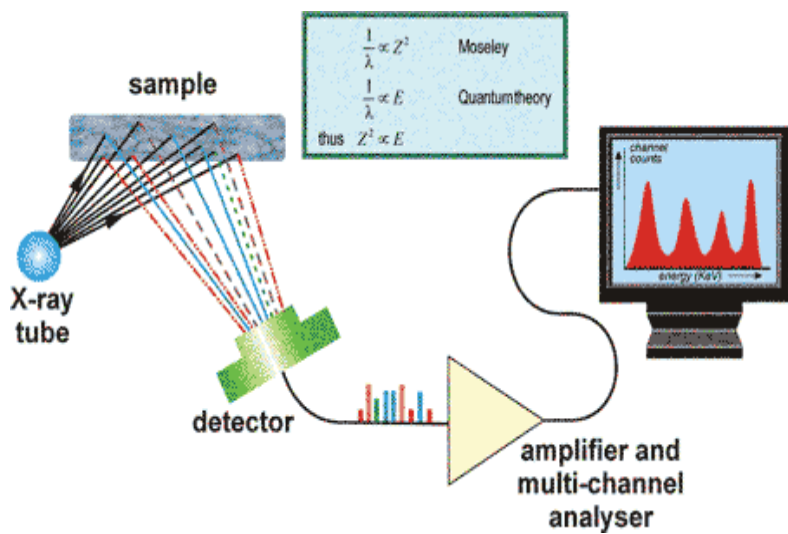 sample
1/λ ∝ Z² Moseley
1/λ ∝ E Quantumtheory
thus Z² ∝ E
channel
counts
energy (KeV)
X-ray
tube
detector
amplifier and
multi-channel
analyser